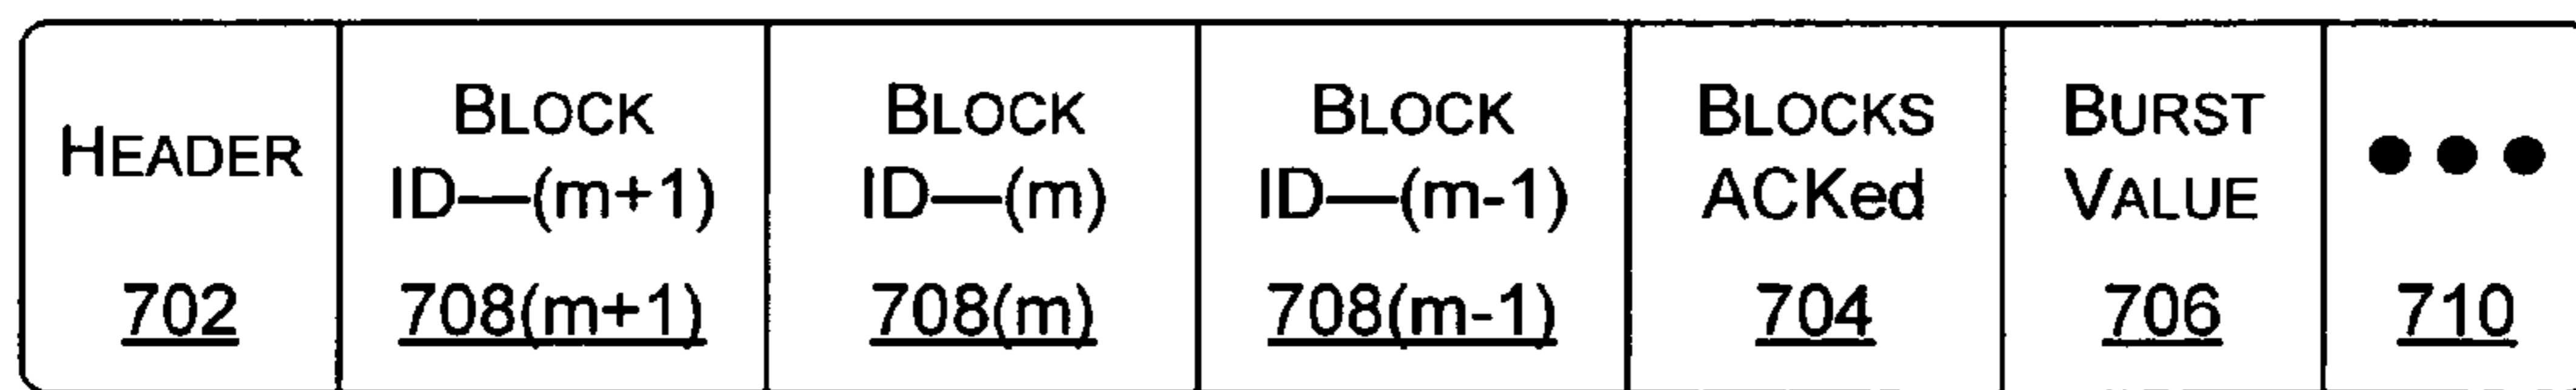 HEADER
702
BLOCK
ID—(m+1)
708(m+1)
BLOCK
ID—(m)
708(m)
BLOCK
ID—(m-1)
708(m-1)
BLOCKS
ACKed
704
BURST
VALUE
706
●●●
710